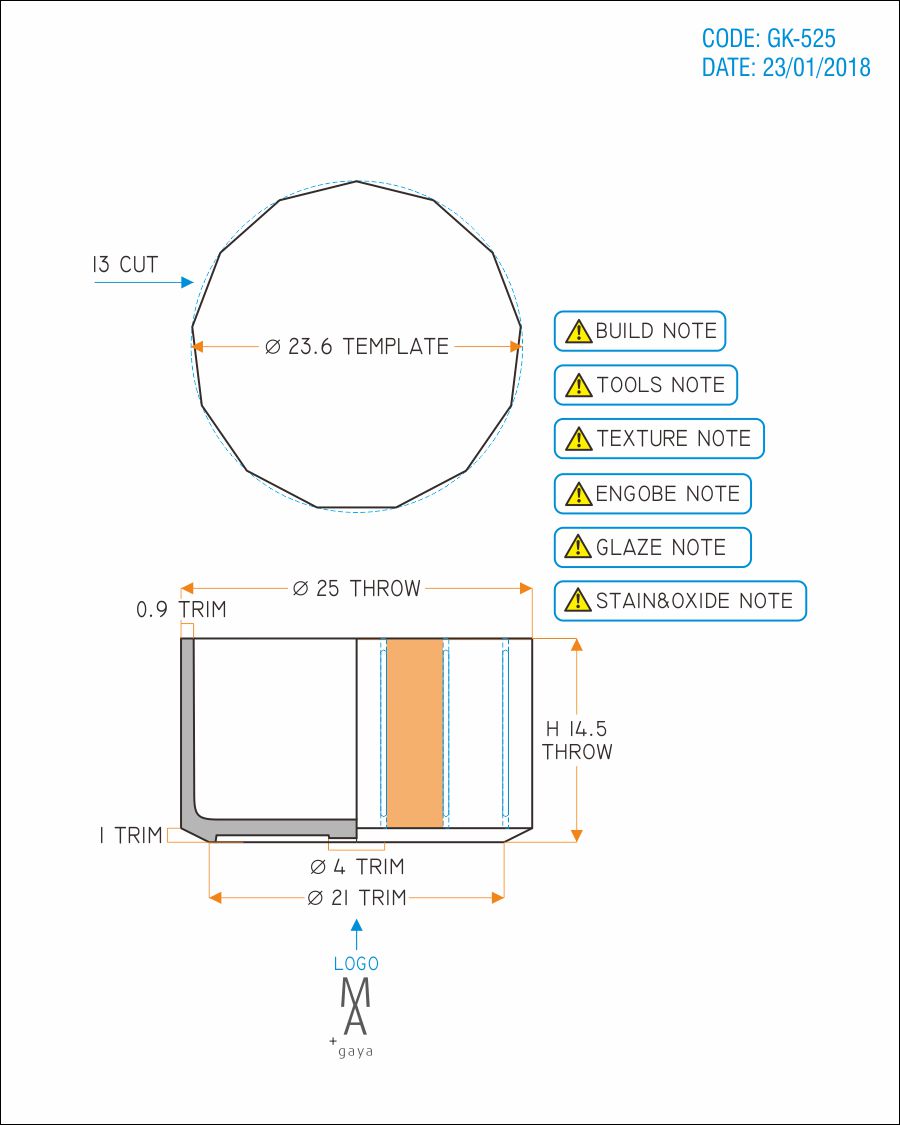 CODE: GK-525
DATE: 23/01/2018
13 CUT
Ø 23.6 TEMPLATE
BUILD NOTE
TOOLS NOTE
TEXTURE NOTE
ENGOBE NOTE
GLAZE NOTE
STAIN&OXIDE NOTE
Ø 25 THROW
0.9 TRIM
H 14.5
THROW
1 TRIM
Ø 4 TRIM
Ø 21 TRIM
LOGO
MA
+
gaya